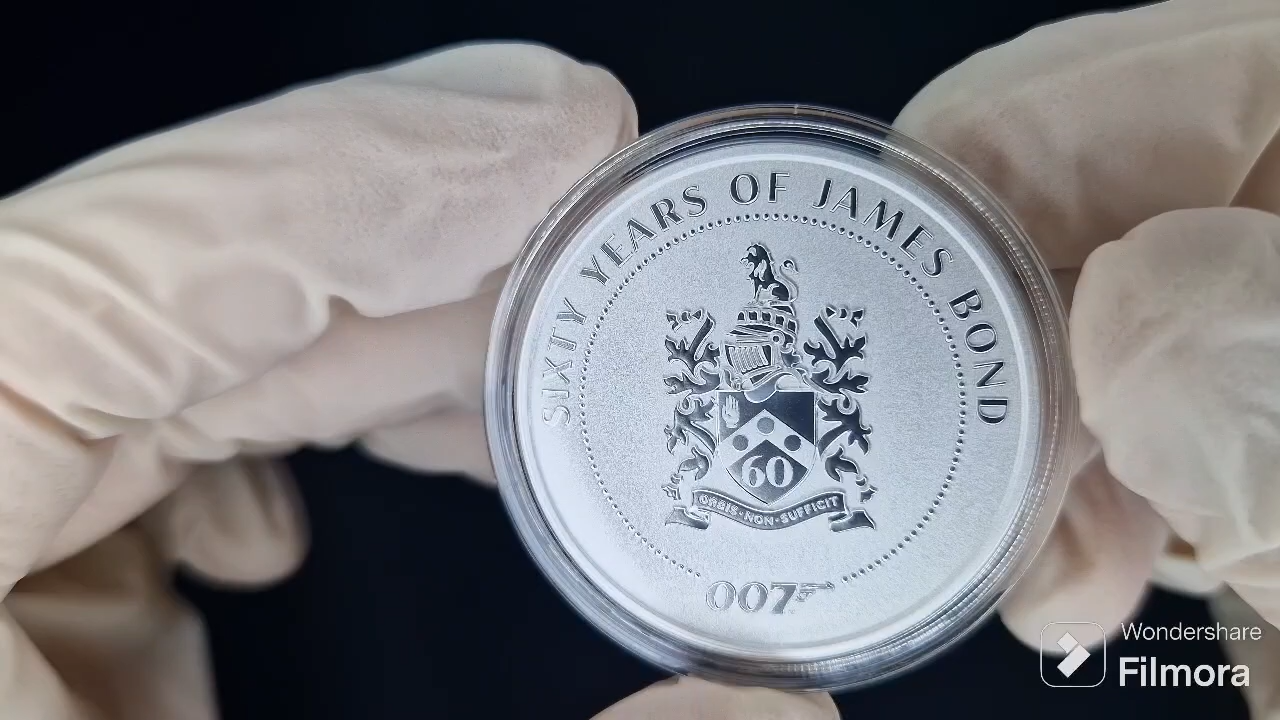 SIXTY YEARS OF JAMES BOND
60
ORBIS·NON·SUFFICIT
007
Wondershare
Filmora